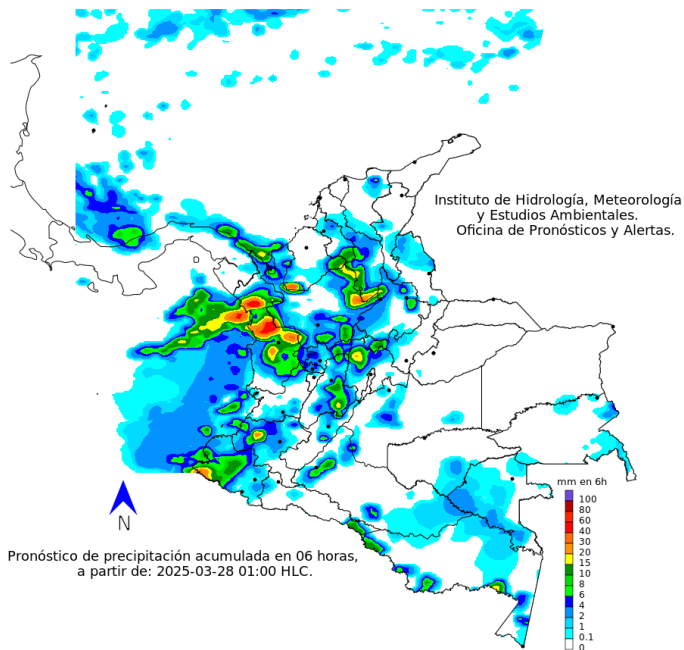 Instituto de Hidrología, Meteorología
y Estudios Ambientales.
Oficina de Pronósticos y Alertas.
N
Pronóstico de precipitación acumulada en 06 horas,
a partir de: 2025-03-28 01:00 HLC.
mm en 6h
100
80
60
40
30
20
15
10
8
6
4
2
1
0.1
0